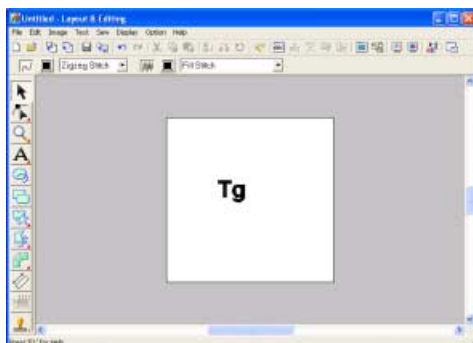 Untitled - Layout & Editing
File Edit Image Text Sew Display Option Help
Zigzag Stitch Fill Stitch
A
Tg
Press F1 for Help